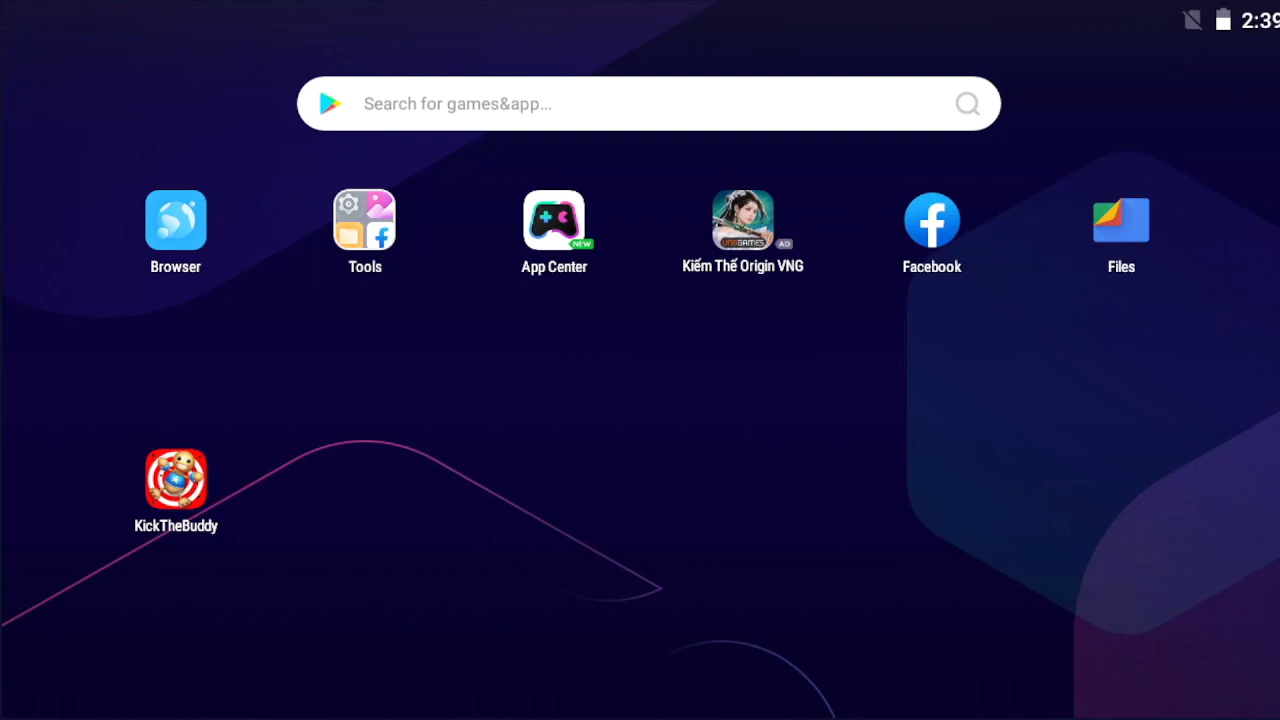 2:39
Search for games&app...
NEW
VNGGAMES
AD
Browser
Tools
App Center
Kiếm Thế Origin VNG
Facebook
Files
KickTheBuddy